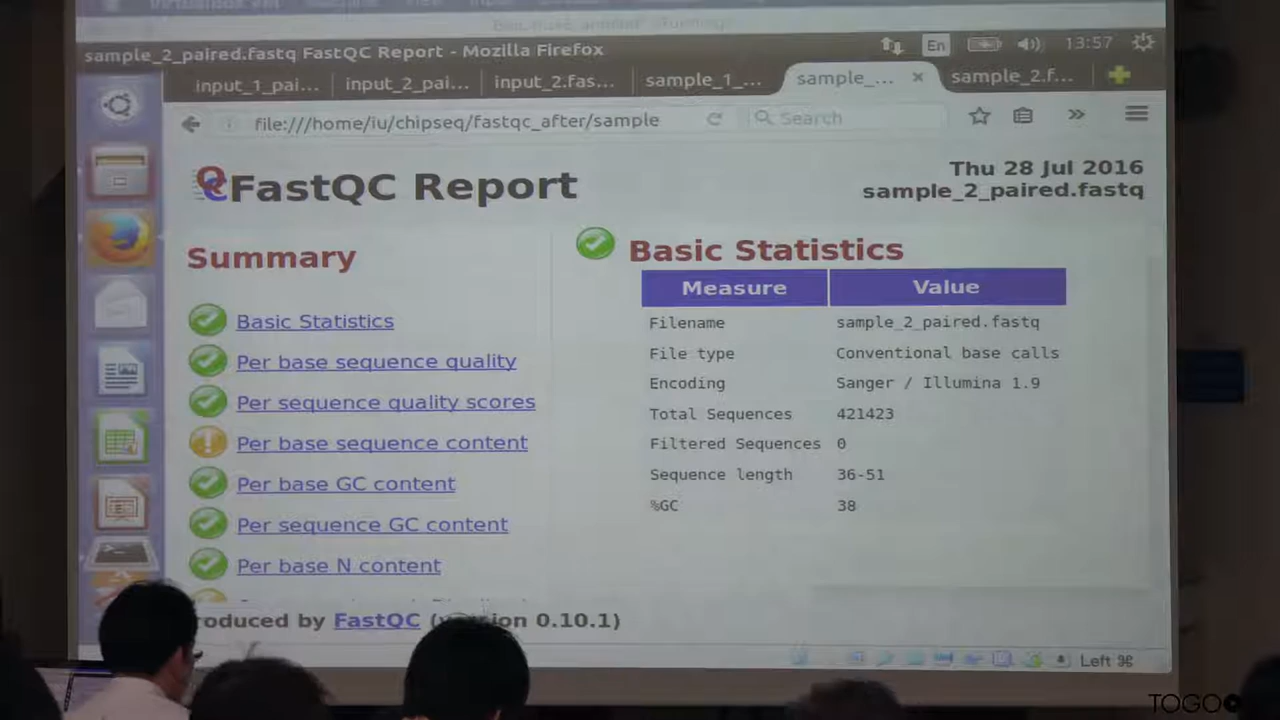 sample_2_paired.fastq FastQC Report - Mozilla Firefox
En
13:57
input_1_pai...
input_2_pai...
input_2.fas...
sample_1_...
sample_...
sample_2.f...
file:///home/iu/chipseq/fastqc_after/sample
Search
FastQC Report
Thu 28 Jul 2016
sample_2_paired.fastq
Summary
Basic Statistics
Per base sequence quality
Per sequence quality scores
Per base sequence content
Per base GC content
Per sequence GC content
Per base N content
Basic Statistics
Measure Value
Filename sample_2_paired.fastq
File type Conventional base calls
Encoding Sanger / Illumina 1.9
Total Sequences 421423
Filtered Sequences 0
Sequence length 36-51
%GC 38
roduced by FastQC (version 0.10.1)
Left ⌘
TOGO